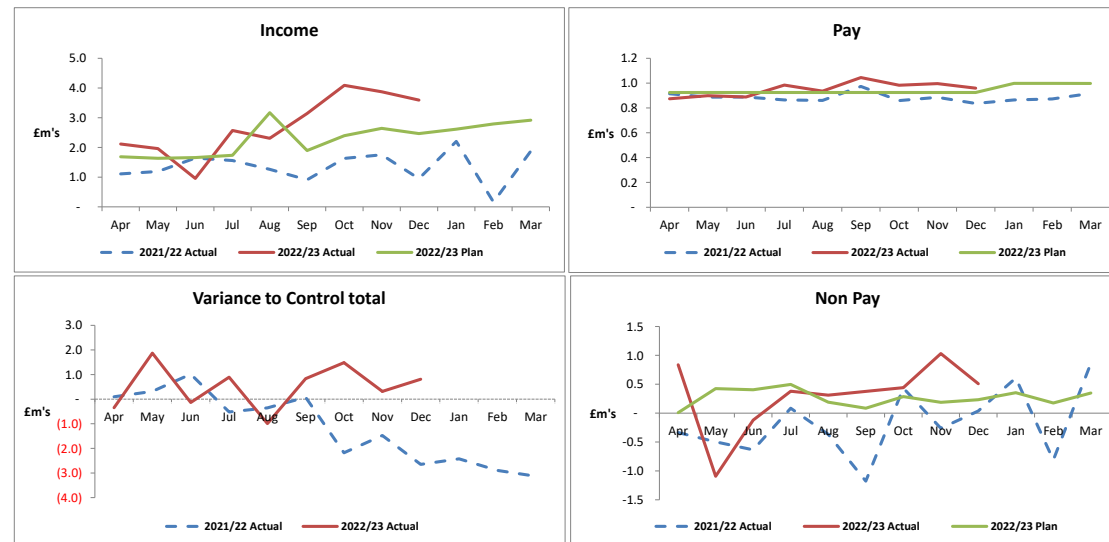 Income
5.0
4.0
3.0
£m's
2.0
1.0
-
Apr May Jun Jul Aug Sep Oct Nov Dec Jan Feb Mar
2021/22 Actual 2022/23 Actual 2022/23 Plan
Pay
1.2
1.0
0.8
£m's
0.6
0.4
0.2
-
Apr May Jun Jul Aug Sep Oct Nov Dec Jan Feb Mar
2021/22 Actual 2022/23 Actual 2022/23 Plan
Variance to Control total
3.0
2.0
1.0
-
£m's
(1.0)
(2.0)
(3.0)
(4.0)
Apr May Jun Jul Aug Sep Oct Nov Dec Jan Feb Mar
2021/22 Actual 2022/23 Actual
Non Pay
1.5
1.0
0.5
£m's
-
-0.5
-1.0
-1.5
Apr May Jun Jul Aug Sep Oct Nov Dec Jan Feb Mar
2021/22 Actual 2022/23 Actual 2022/23 Plan